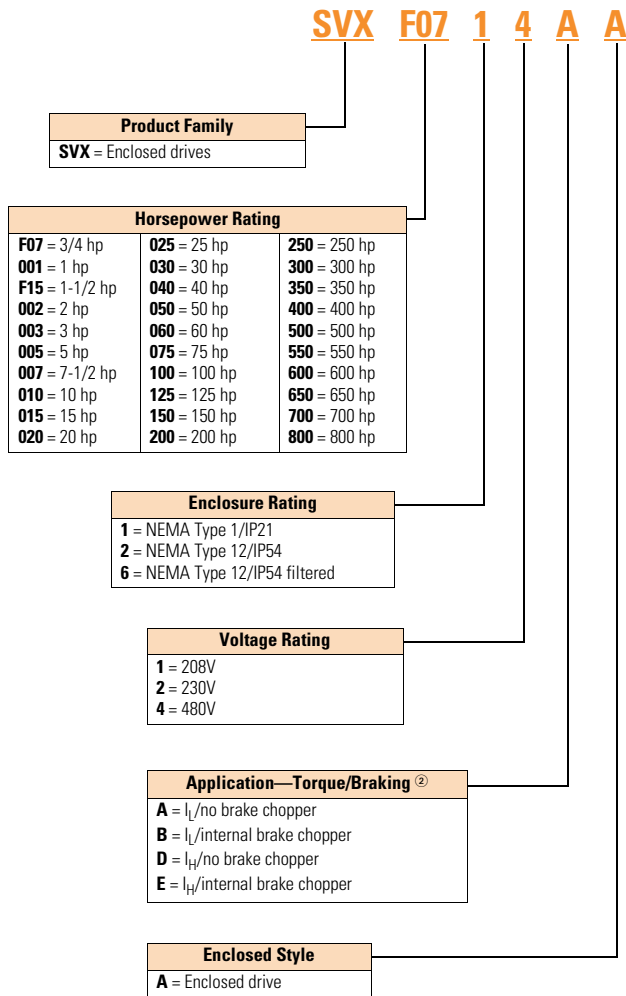 SVX F07 1 4 A A
Product Family
SVX = Enclosed drives
Horsepower Rating
F07 = 3/4 hp
001 = 1 hp
F15 = 1-1/2 hp
002 = 2 hp
003 = 3 hp
005 = 5 hp
007 = 7-1/2 hp
010 = 10 hp
015 = 15 hp
020 = 20 hp
025 = 25 hp
030 = 30 hp
040 = 40 hp
050 = 50 hp
060 = 60 hp
075 = 75 hp
100 = 100 hp
125 = 125 hp
150 = 150 hp
200 = 200 hp
250 = 250 hp
300 = 300 hp
350 = 350 hp
400 = 400 hp
500 = 500 hp
550 = 550 hp
600 = 600 hp
650 = 650 hp
700 = 700 hp
800 = 800 hp
Enclosure Rating
1 = NEMA Type 1/IP21
2 = NEMA Type 12/IP54
6 = NEMA Type 12/IP54 filtered
Voltage Rating
1 = 208V
2 = 230V
4 = 480V
Application—Torque/Braking ②
A = IL/no brake chopper
B = IL/internal brake chopper
D = IH/no brake chopper
E = IH/internal brake chopper
Enclosed Style
A = Enclosed drive